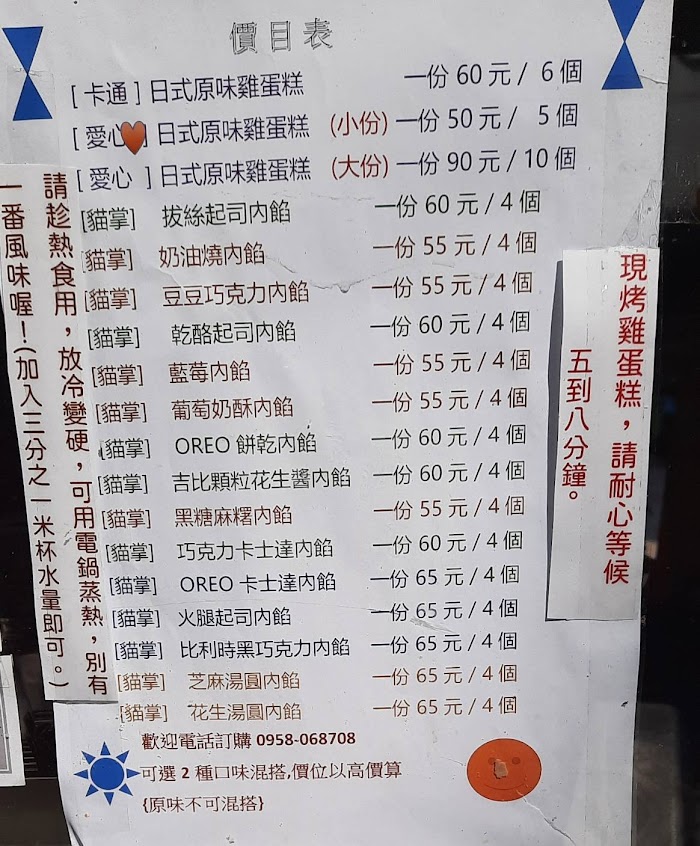 價目表
[ 卡通 ] 日式原味雞蛋糕 一份 60 元 / 6 個
[ 愛心 ] 日式原味雞蛋糕 (小份) 一份 50 元 / 5 個
[ 愛心 ] 日式原味雞蛋糕 (大份) 一份 90 元 / 10 個
[貓掌] 拔絲起司內餡 一份 60 元 / 4 個
[貓掌] 奶油燒內餡 一份 55 元 / 4 個
[貓掌] 豆豆巧克力內餡 一份 55 元 / 4 個
[貓掌] 乾酪起司內餡 一份 60 元 / 4 個
[貓掌] 藍莓內餡 一份 55 元 / 4 個
[貓掌] 葡萄奶酥內餡 一份 55 元 / 4 個
[貓掌] OREO 餅乾內餡 一份 60 元 / 4 個
[貓掌] 吉比顆粒花生醬內餡 一份 60 元 / 4 個
[貓掌] 黑糖麻糬內餡 一份 55 元 / 4 個
[貓掌] 巧克力卡士達內餡 一份 60 元 / 4 個
[貓掌] OREO 卡士達內餡 一份 65 元 / 4 個
[貓掌] 火腿起司內餡 一份 65 元 / 4 個
[貓掌] 比利時黑巧克力內餡 一份 65 元 / 4 個
[貓掌] 芝麻湯圓內餡 一份 65 元 / 4 個
[貓掌] 花生湯圓內餡 一份 65 元 / 4 個
歡迎電話訂購 0958-068708
可選 2 種口味混搭,價位以高價算
{原味不可混搭}
現烤雞蛋糕，請耐心等候
五到八分鐘。
請趁熱食用，放冷變硬，可用電鍋蒸熱，別有
一番風味喔！(加入三分之一米杯水量即可。)